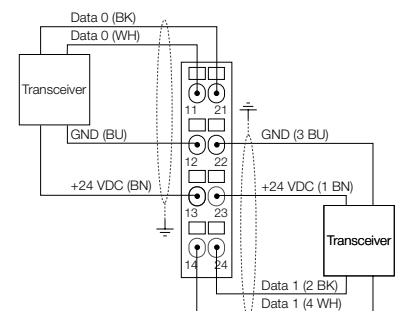 Data 0 (BK)
Data 0 (WH)
Transceiver
11 21
GND (BU)
GND (3 BU)
12 22
+24 VDC (BN)
+24 VDC (1 BN)
13 23
Transceiver
14 24
Data 1 (2 BK)
Data 1 (4 WH)